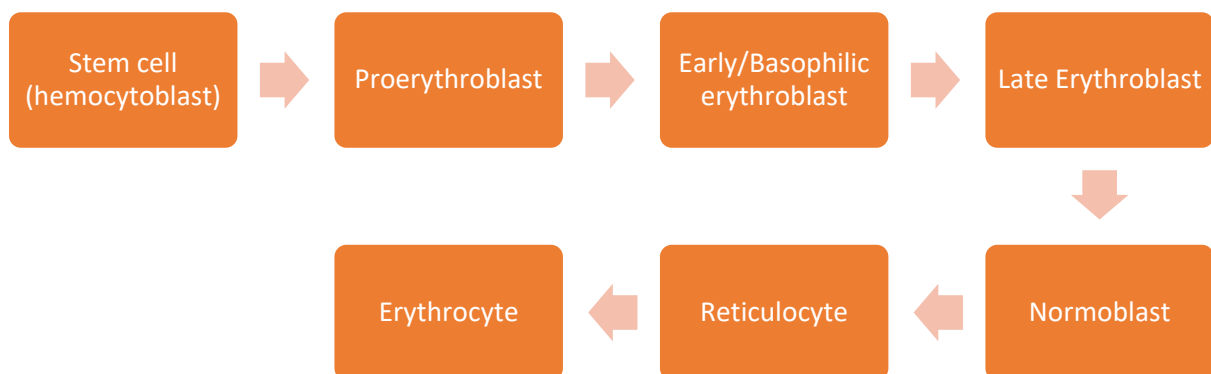 Stem cell
(hemocytoblast)
Proerythroblast
Early/Basophilic
erythroblast
Late Erythroblast
Normoblast
Reticulocyte
Erythrocyte